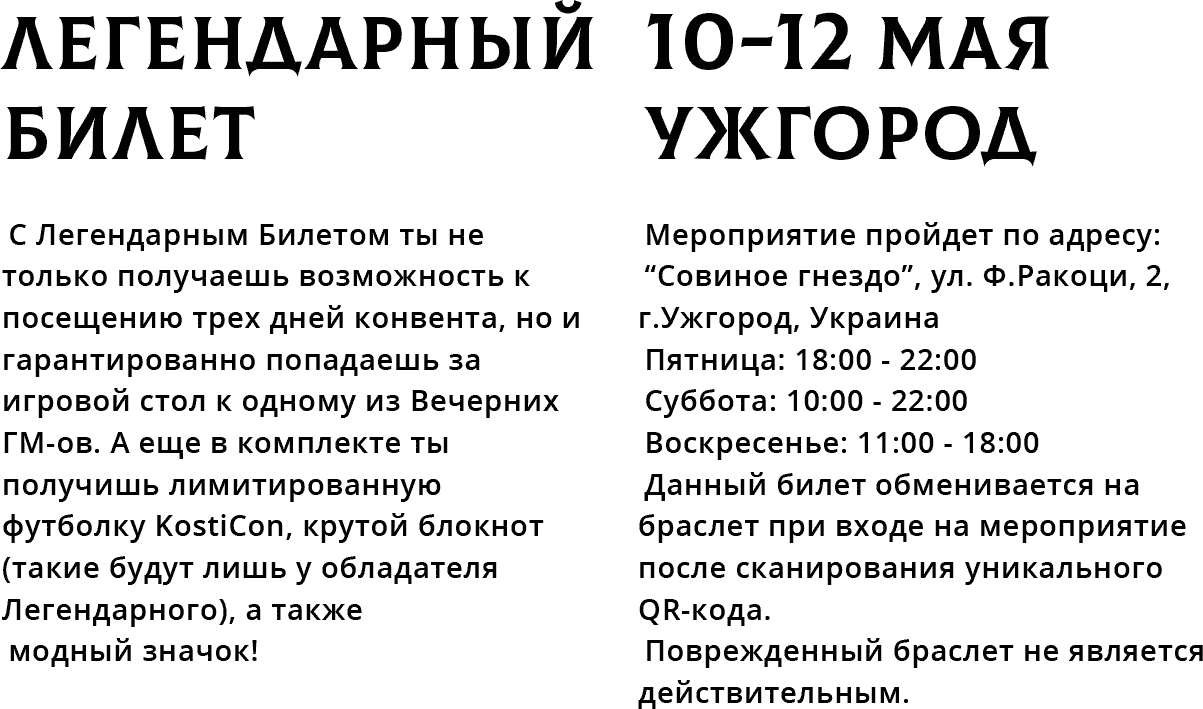 ЛЕГЕНДАРНЫЙ
БИЛЕТ
С Легендарным Билетом ты не
только получаешь возможность к
посещению трех дней конвента, но и
гарантированно попадаешь за
игровой стол к одному из Вечерних
ГМ-ов. А еще в комплекте ты
получишь лимитированную
футболку KostiCon, крутой блокнот
(такие будут лишь у обладателя
Легендарного), а также
модный значок!
10-12 МАЯ
УЖГОРОД
Мероприятие пройдет по адресу:
“Совиное гнездо”, ул. Ф.Ракоци, 2,
г.Ужгород, Украина
Пятница: 18:00 - 22:00
Суббота: 10:00 - 22:00
Воскресенье: 11:00 - 18:00
Данный билет обменивается на
браслет при входе на мероприятие
после сканирования уникального
QR-кода.
Поврежденный браслет не является
действительным.